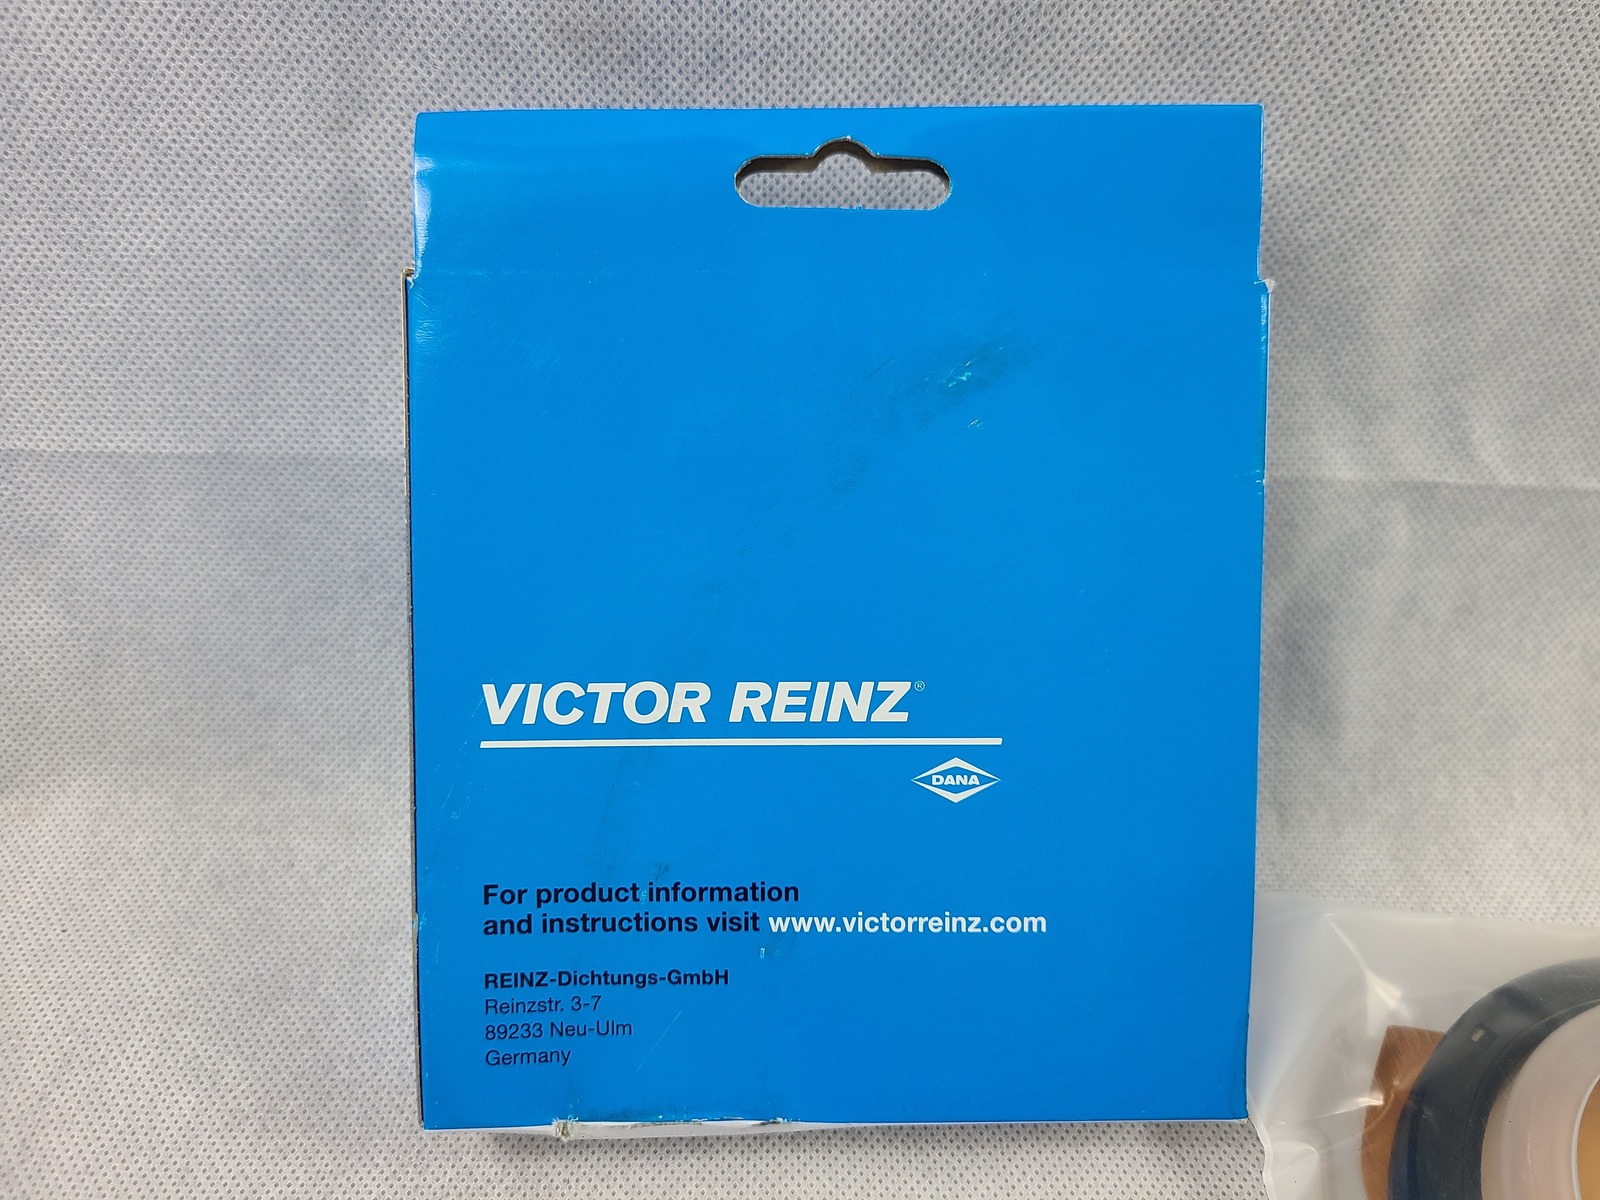 VICTOR REINZ®
DANA
For product information
and instructions visit www.victorreinz.com
REINZ-Dichtungs-GmbH
Reinzstr. 3-7
89233 Neu-Ulm
Germany